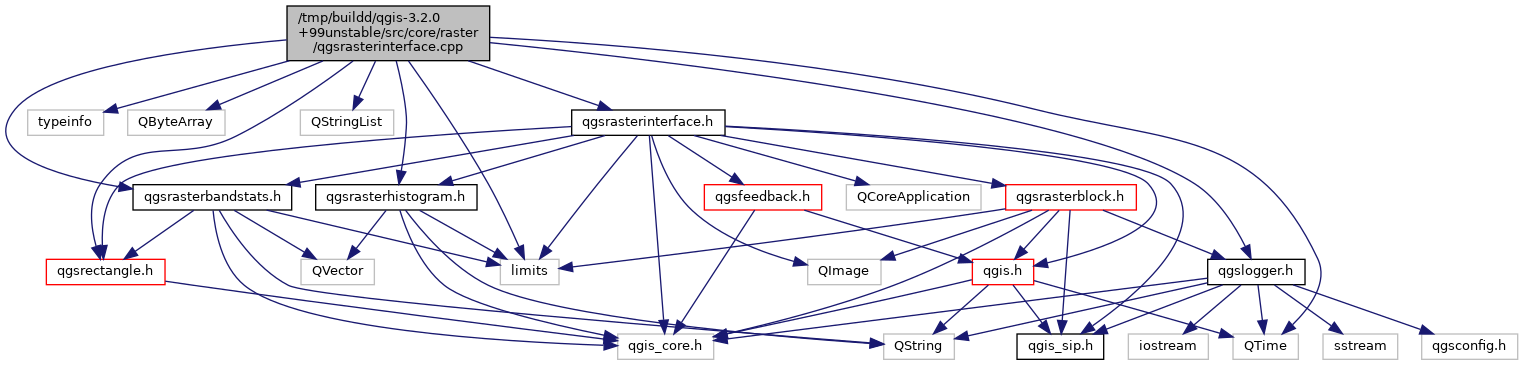 /tmp/buildd/qgis-3.2.0
+99unstable/src/core/raster
/qgsrasterinterface.cpp
typeinfo
QByteArray
QStringList
qgsrasterinterface.h
qgsrasterbandstats.h
qgsrasterhistogram.h
qgsfeedback.h
QCoreApplication
qgsrasterblock.h
qgsrectangle.h
QVector
limits
QImage
qgis.h
qgslogger.h
qgis_core.h
QString
qgis_sip.h
iostream
QTime
sstream
qgsconfig.h